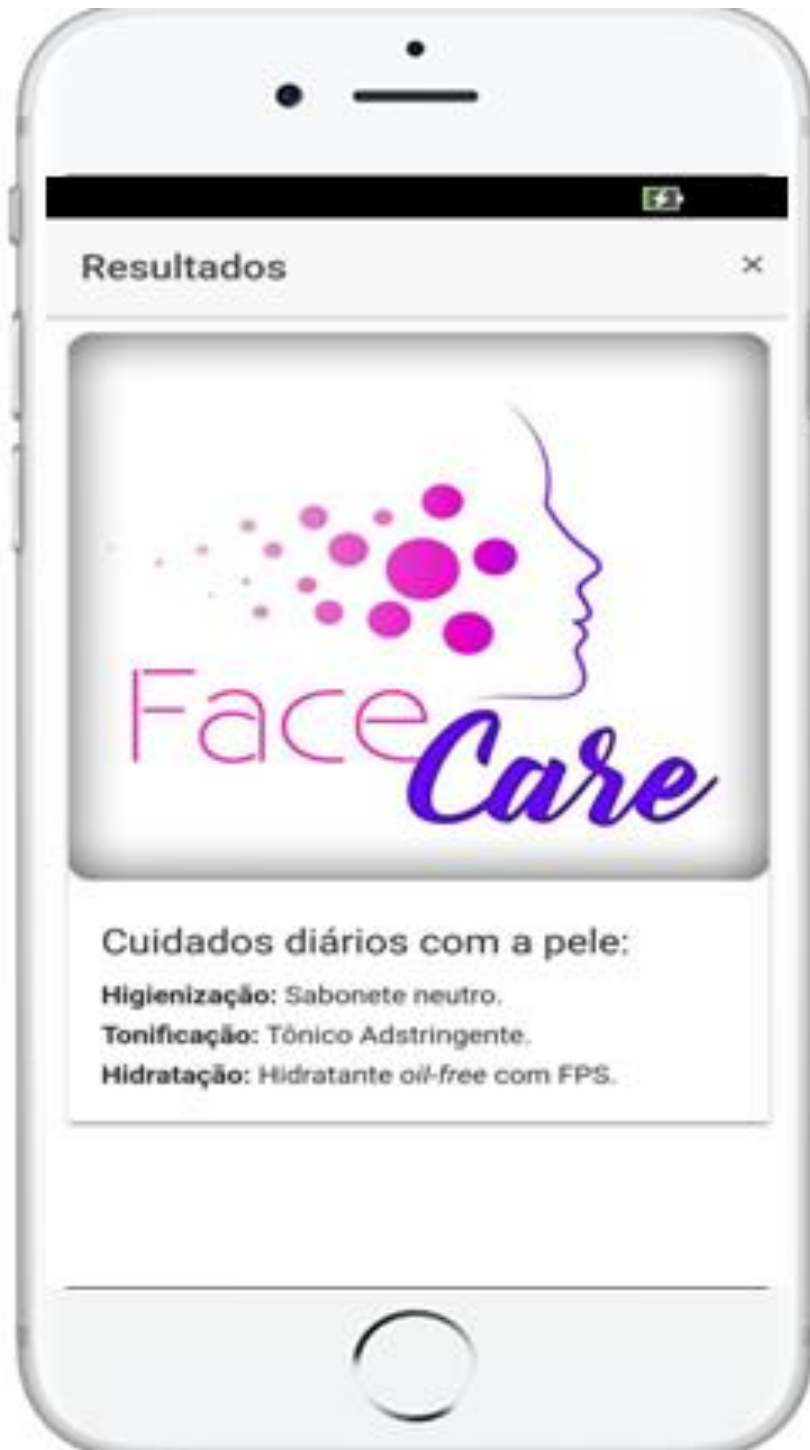 Resultados ×
Face
Care
Cuidados diários com a pele:
Higienização: Sabonete neutro.
Tonificação: Tônico Adstringente.
Hidratação: Hidratante oil-free com FPS.